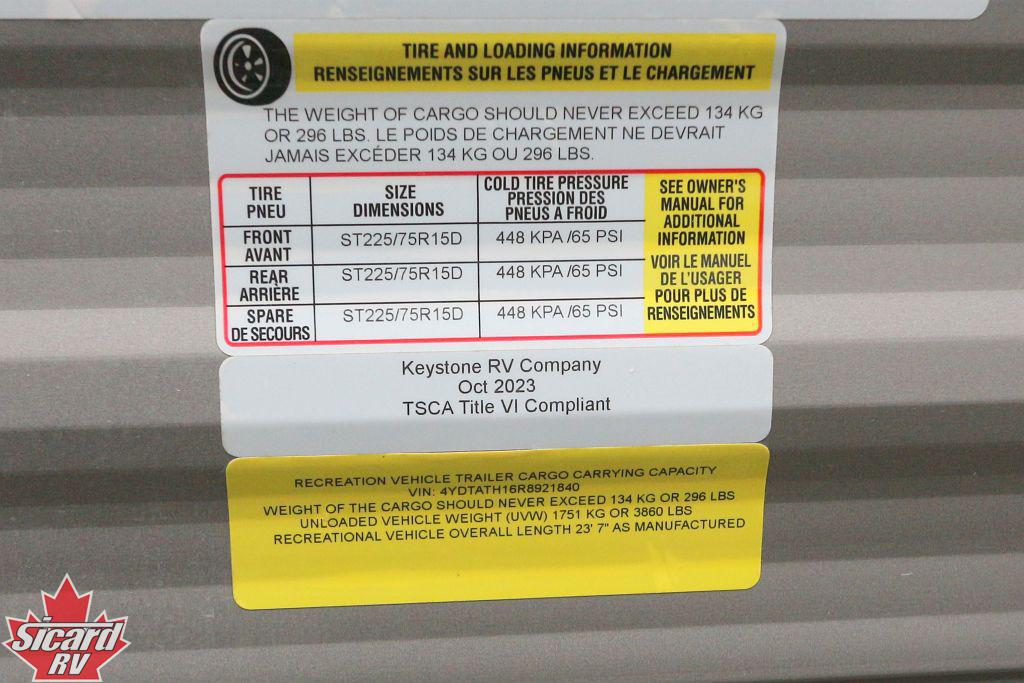 TIRE AND LOADING INFORMATION
RENSEIGNEMENTS SUR LES PNEUS ET LE CHARGEMENT
THE WEIGHT OF CARGO SHOULD NEVER EXCEED 134 KG
OR 296 LBS. LE POIDS DE CHARGEMENT NE DEVRAIT
JAMAIS EXCÉDER 134 KG OU 296 LBS.
TIRE
PNEU
SIZE
DIMENSIONS
COLD TIRE PRESSURE
PRESSION DES
PNEUS A FROID
FRONT
AVANT
ST225/75R15D
448 KPA /65 PSI
REAR
ARRIÈRE
ST225/75R15D
448 KPA /65 PSI
SPARE
DE SECOURS
ST225/75R15D
448 KPA /65 PSI
SEE OWNER'S
MANUAL FOR
ADDITIONAL
INFORMATION
VOIR LE MANUEL
DE L'USAGER
POUR PLUS DE
RENSEIGNEMENTS
Keystone RV Company
Oct 2023
TSCA Title VI Compliant
RECREATION VEHICLE TRAILER CARGO CARRYING CAPACITY
VIN: 4YDTATH16R8921840
WEIGHT OF THE CARGO SHOULD NEVER EXCEED 134 KG OR 296 LBS
UNLOADED VEHICLE WEIGHT (UVW) 1751 KG OR 3860 LBS
RECREATIONAL VEHICLE OVERALL LENGTH 23' 7" AS MANUFACTURED
Sicard
RV